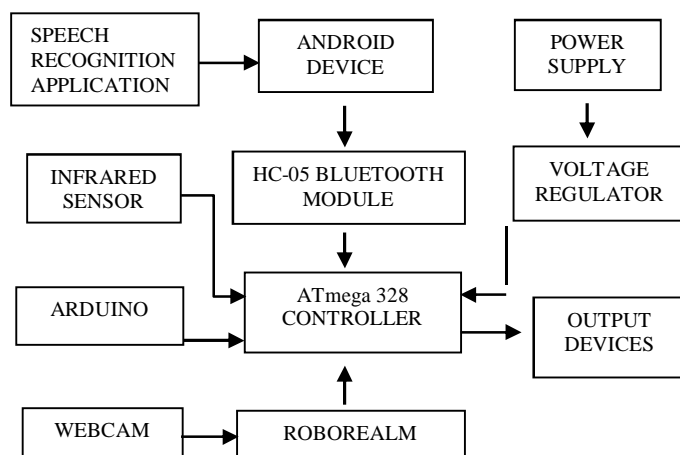 SPEECH
RECOGNITION
APPLICATION
ANDROID
DEVICE
POWER
SUPPLY
INFRARED
SENSOR
HC-05 BLUETOOTH
MODULE
VOLTAGE
REGULATOR
ARDUINO
ATmega 328
CONTROLLER
OUTPUT
DEVICES
WEBCAM
ROBOREALM